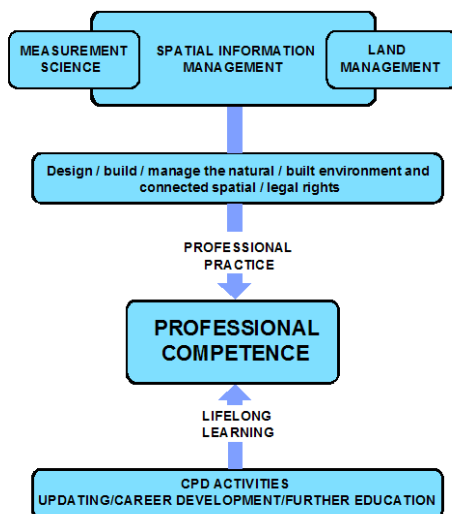 MEASUREMENT
SCIENCE
SPATIAL INFORMATION
MANAGEMENT
LAND
MANAGEMENT
Design / build / manage the natural / built environment and
connected spatial / legal rights
PROFESSIONAL
PRACTICE
PROFESSIONAL
COMPETENCE
LIFELONG
LEARNING
CPD ACTIVITIES
UPDATING/CAREER DEVELOPMENT/FURTHER EDUCATION